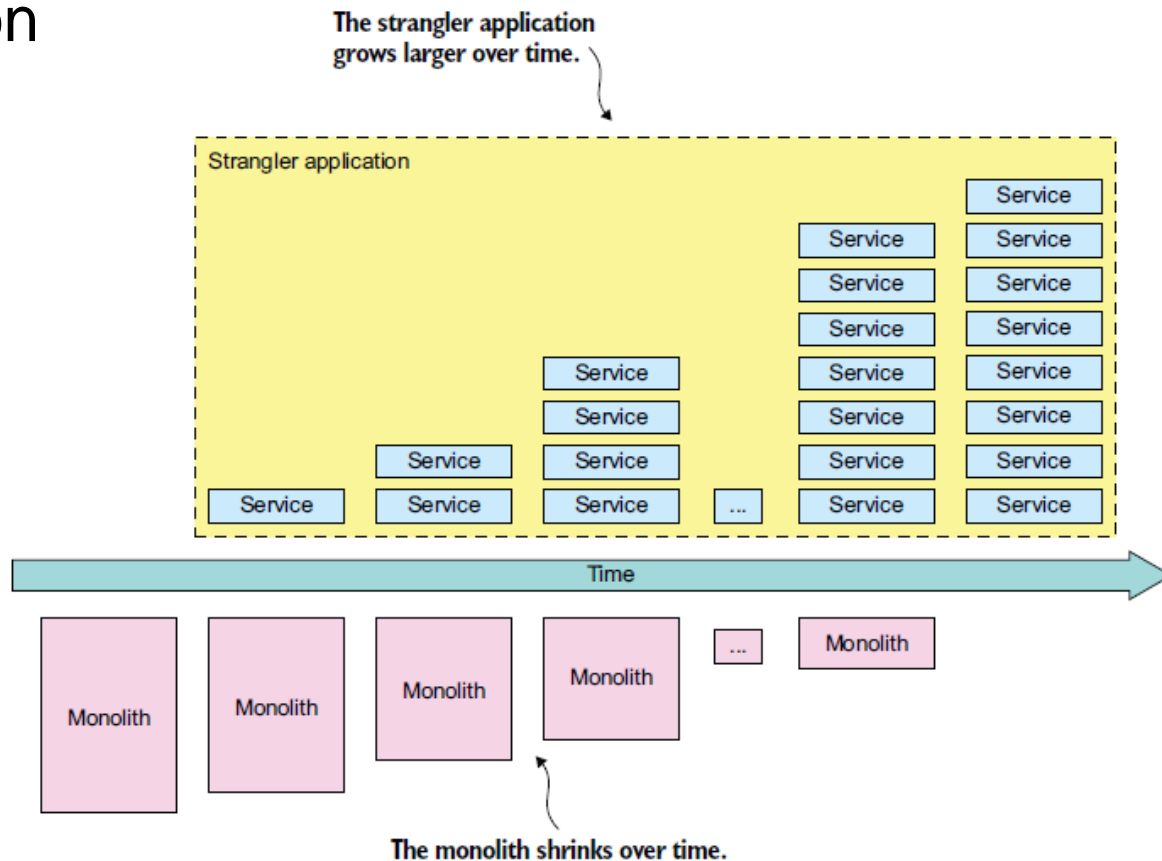 on
The strangler application
grows larger over time.
Strangler application
Service
Service Service
Service Service
Service Service
Service Service Service
Service Service Service
Service Service Service Service
Service Service Service ... Service Service
Time
Monolith Monolith Monolith Monolith ... Monolith
The monolith shrinks over time.